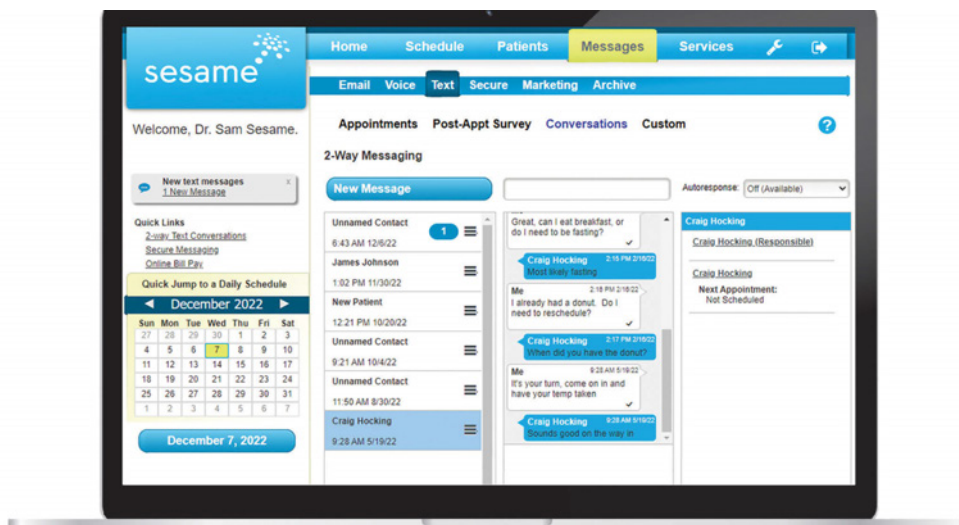 sesame
Home Schedule Patients Messages Services
Email Voice Text Secure Marketing Archive
Welcome, Dr. Sam Sesame.
Appointments Post-Appt Survey Conversations Custom
?
2-Way Messaging
New text messages x
1 New Message
New Message
Autoresponse: Off (Available)
Quick Links
2-way Text Conversations
Secure Messaging
Online Bill Pay
Quick Jump to a Daily Schedule
December 2022
Sun Mon Tue Wed Thu Fri Sat
27 28 29 30 1 2 3
4 5 6 7 8 9 10
11 12 13 14 15 16 17
18 19 20 21 22 23 24
25 26 27 28 29 30 31
1 2 3 4 5 6 7
December 7, 2022
Unnamed Contact
1
6:43 AM 12/6/22
James Johnson
1:02 PM 11/30/22
New Patient
12:21 PM 10/20/22
Unnamed Contact
9:21 AM 10/4/22
Unnamed Contact
11:50 AM 8/30/22
Craig Hocking
9:28 AM 5/19/22
Great, can I eat breakfast, or
do I need to be fasting?
Craig Hocking 2:15 PM 2/16/22
Most likely fasting
Me 2:16 PM 2/16/22
I already had a donut. Do I
need to reschedule?
Craig Hocking 2:17 PM 2/16/22
When did you have the donut?
Me 9:28 AM 5/19/22
It's your turn, come on in and
have your temp taken
Craig Hocking 9:28 AM 5/19/22
Sounds good on the way in
Craig Hocking
Craig Hocking (Responsible)
Craig Hocking
Next Appointment:
Not Scheduled